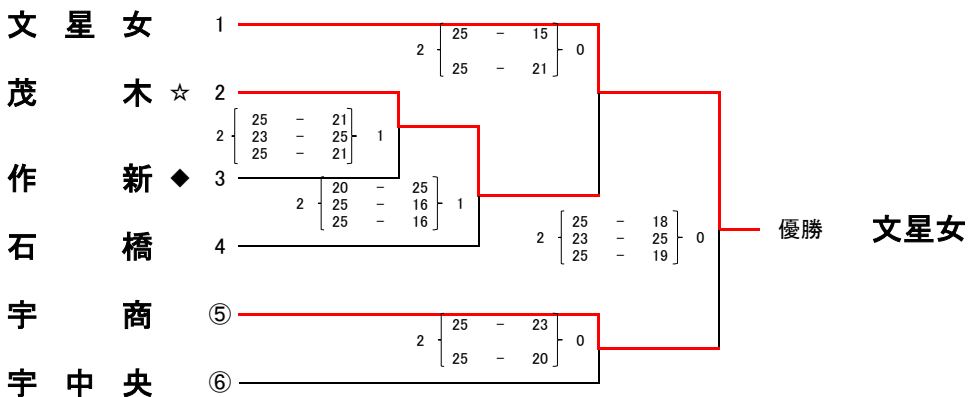 文星女 1
2 25 - 15 0
25 - 21
茂木 ☆ 2
25 - 21
2 23 - 25 1
25 - 21
作新 ◆ 3
20 - 25
2 25 - 16 1
25 - 16
石橋 4
25 - 18
2 23 - 25 0
25 - 19
優勝 文星女
宇商 ⑤
2 25 - 23 0
25 - 20
宇中央 ⑥